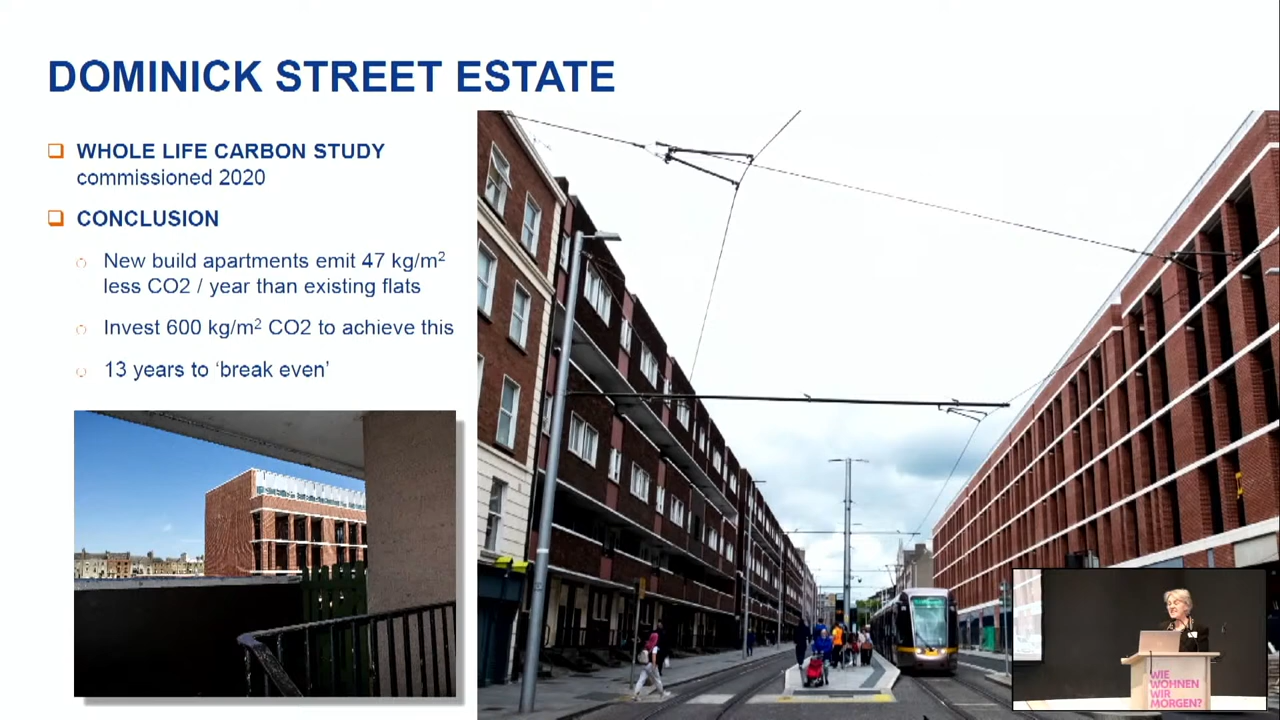 DOMINICK STREET ESTATE
WHOLE LIFE CARBON STUDY
commissioned 2020
CONCLUSION
New build apartments emit 47 kg/m²
less CO2 / year than existing flats
Invest 600 kg/m² CO2 to achieve this
13 years to ‘break even’
WIE
WOHNEN
WIR
MORGEN?